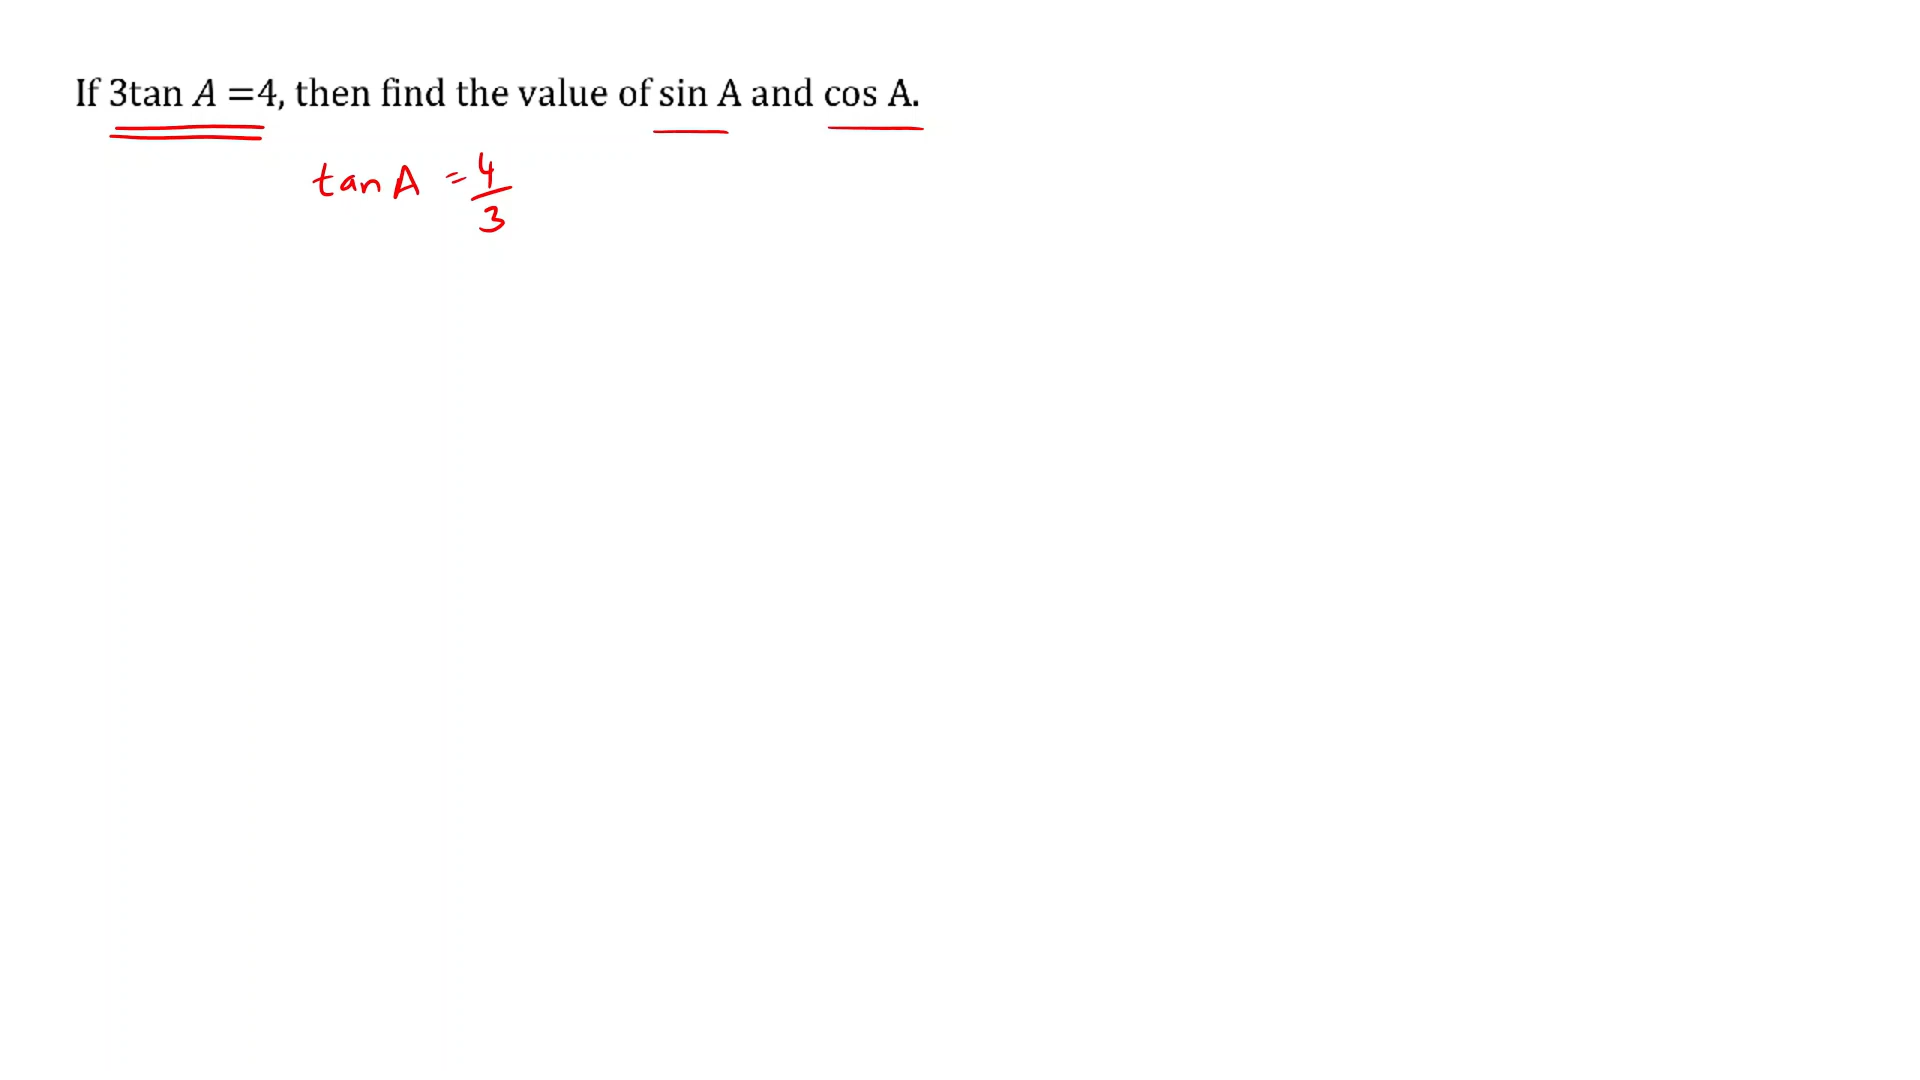 If 3tan A =4, then find the value of sin A and cos A.
tan A = 4/3